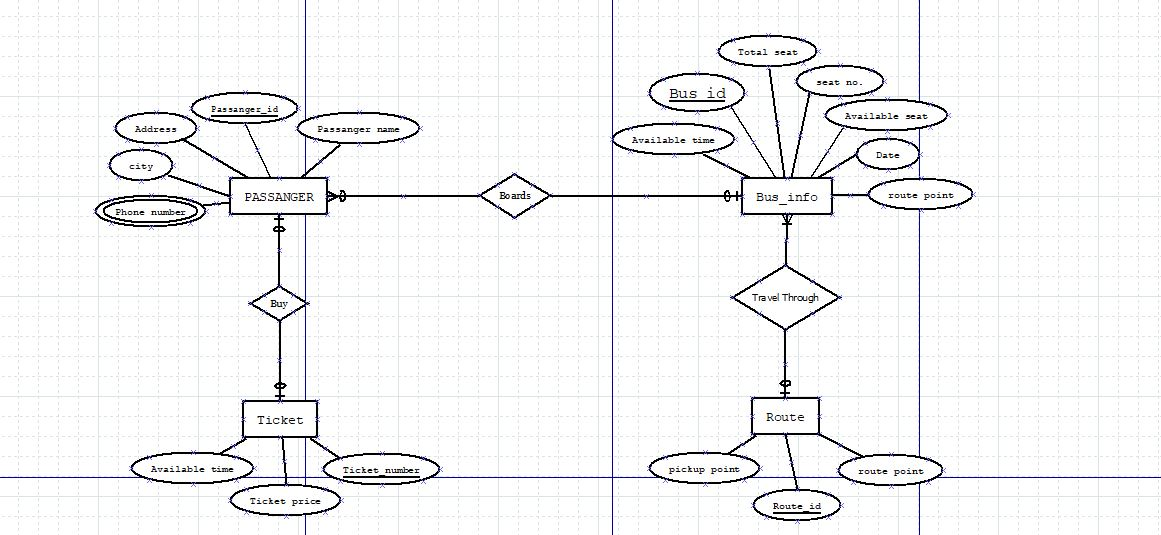 Total seat
seat no.
Bus id
Passanger_id
Available seat
Address
Passanger name
Available time
Date
city
PASSANGER
Boards
Bus_info
route point
Phone number
Buy
Travel Through
Ticket
Route
Available time
Ticket_number
pickup point
route point
Ticket price
Route_id